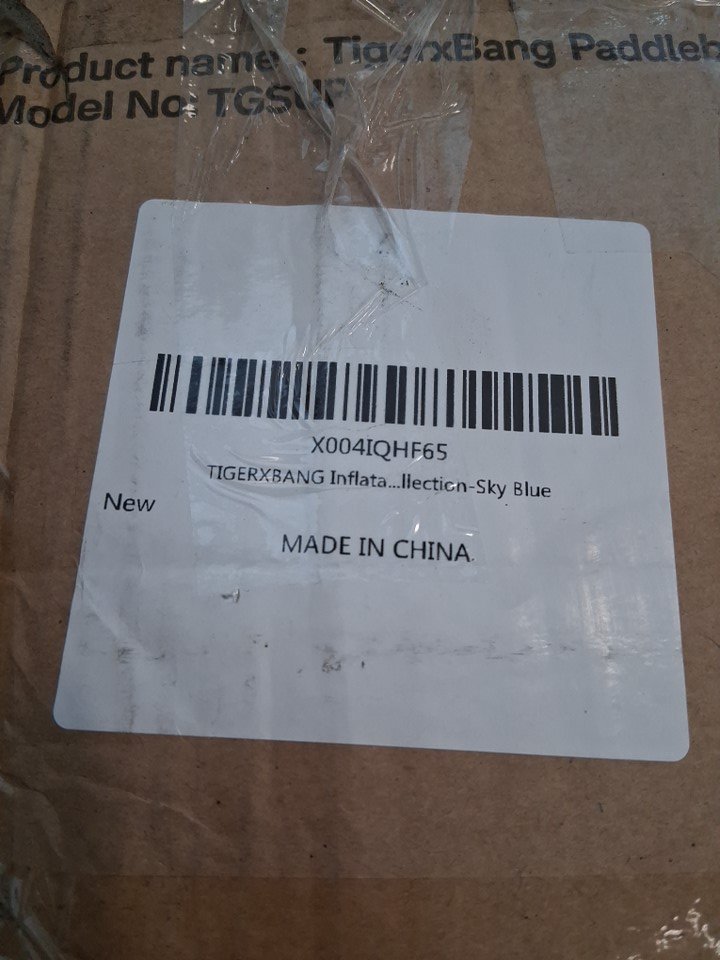 Product name : TigerxBang Paddleb
Model No: TGSUP
X004IQHF65
TIGERXBANG Inflata...llection-Sky Blue
New
MADE IN CHINA